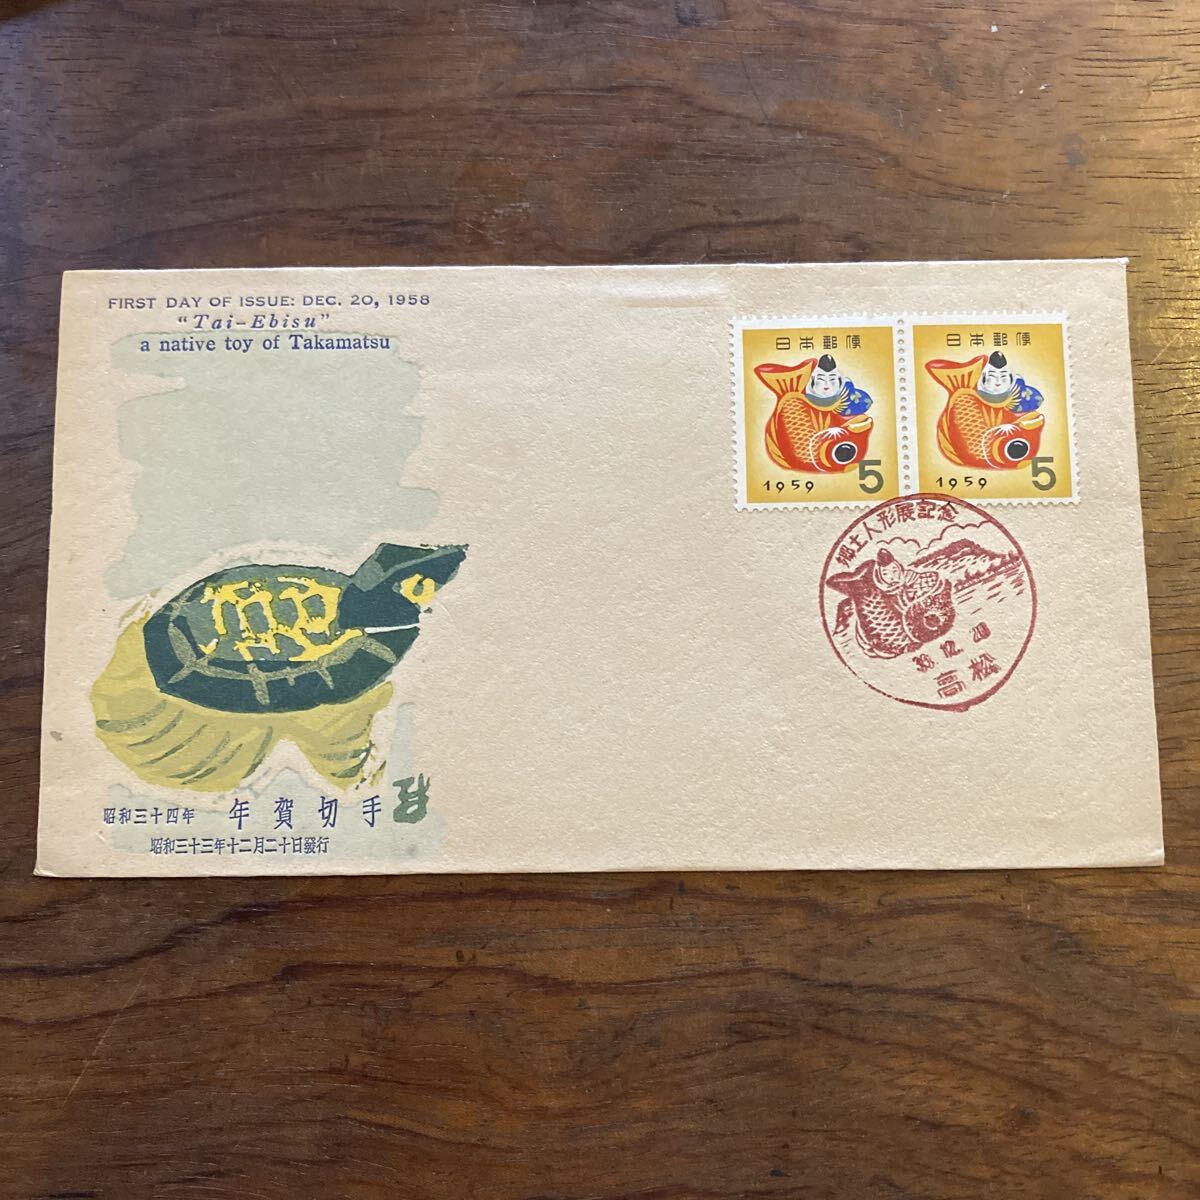 FIRST DAY OF ISSUE: DEC. 20, 1958
"Tai-Ebisu"
a native toy of Takamatsu
日本郵便
1959
5
日本郵便
1959
5
郷土人形展記念
33.12.20
高松
昭和三十四年 年賀切手
昭和三十三年十二月二十日發行